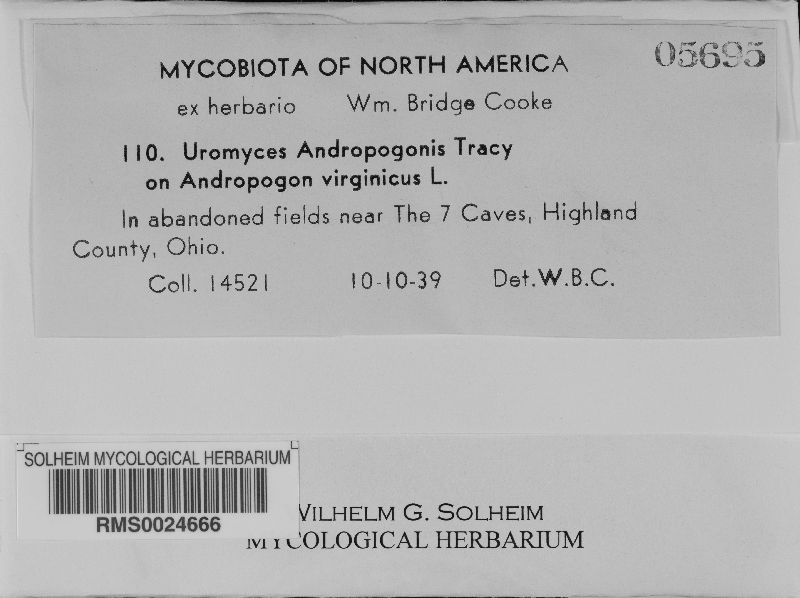 MYCOBIOTA OF NORTH AMERICA
05695
ex herbario Wm. Bridge Cooke
110. Uromyces Andropogonis Tracy
on Andropogon virginicus L.
In abandoned fields near The 7 Caves, Highland
County, Ohio.
Coll. 14521 10-10-39 Det. W.B.C.
SOLHEIM MYCOLOGICAL HERBARIUM
RMS0024666
WILHELM G. SOLHEIM
MYCOLOGICAL HERBARIUM